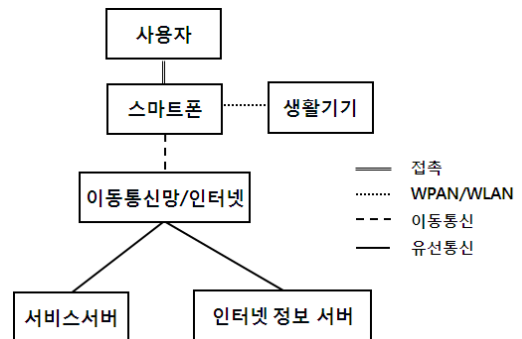 사용자
스마트폰
생활기기
이동통신망/인터넷
서비스서버
인터넷 정보 서버
접촉
WPAN/WLAN
이동통신
유선통신